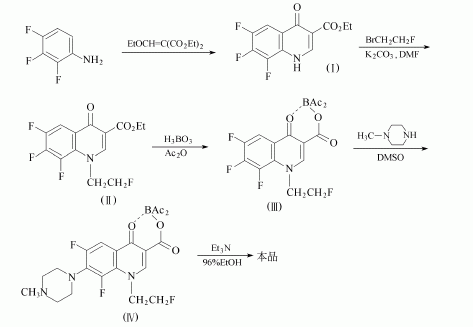 O
F
CO₂Et
F
NH₂
F
EtOCH=C(CO₂Et)₂
F
F
N
H
(Ⅰ)
BrCH₂CH₂F
K₂CO₃, DMF
O
F
CO₂Et
F
N
F
CH₂CH₂F
(Ⅱ)
H₃BO₃
Ac₂O
BAc₂
O
O
F
O
F
N
F
CH₂CH₂F
(Ⅲ)
H₃C-N
NH
DMSO
BAc₂
O
O
F
O
N
N
CH₃N
F
CH₂CH₂F
(Ⅳ)
Et₃N
96%EtOH
本品